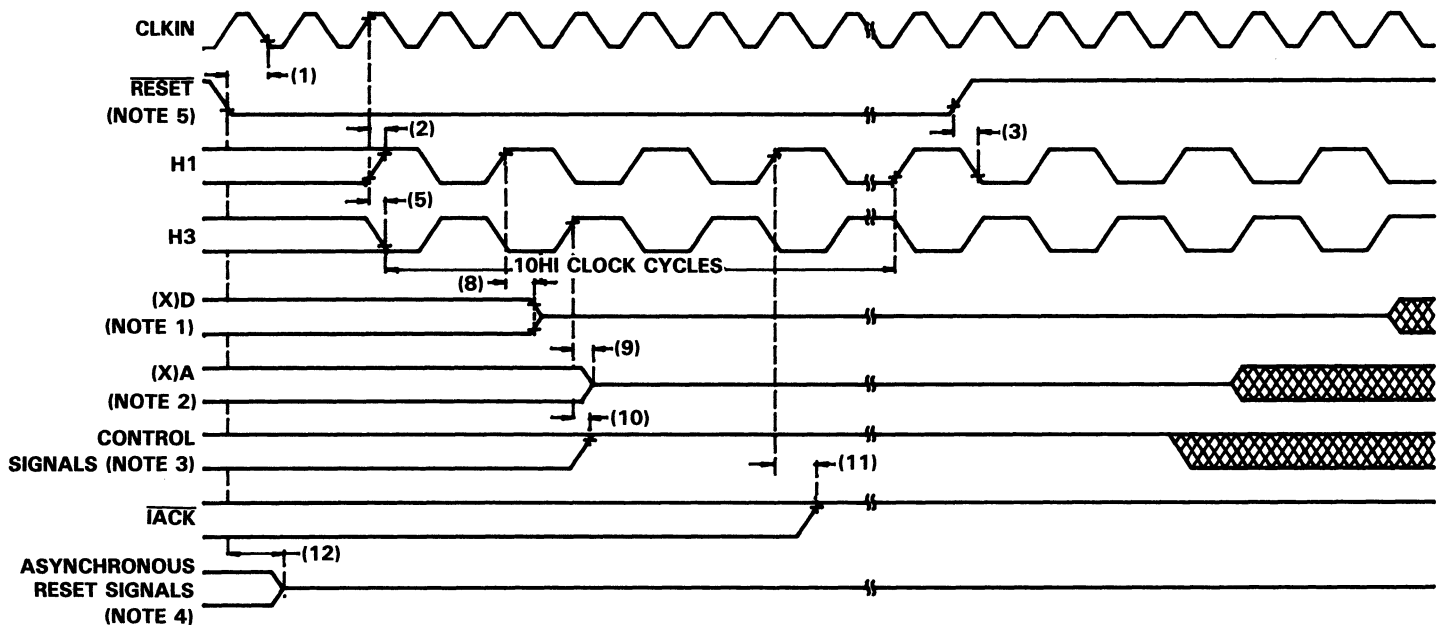 CLKIN
(1)
RESET
(NOTE 5)
(2)
(3)
H1
(5)
H3
10HI CLOCK CYCLES
(8)
(X)D
(NOTE 1)
(9)
(X)A
(NOTE 2)
(10)
CONTROL
SIGNALS (NOTE 3)
(11)
IACK
(12)
ASYNCHRONOUS
RESET SIGNALS
(NOTE 4)